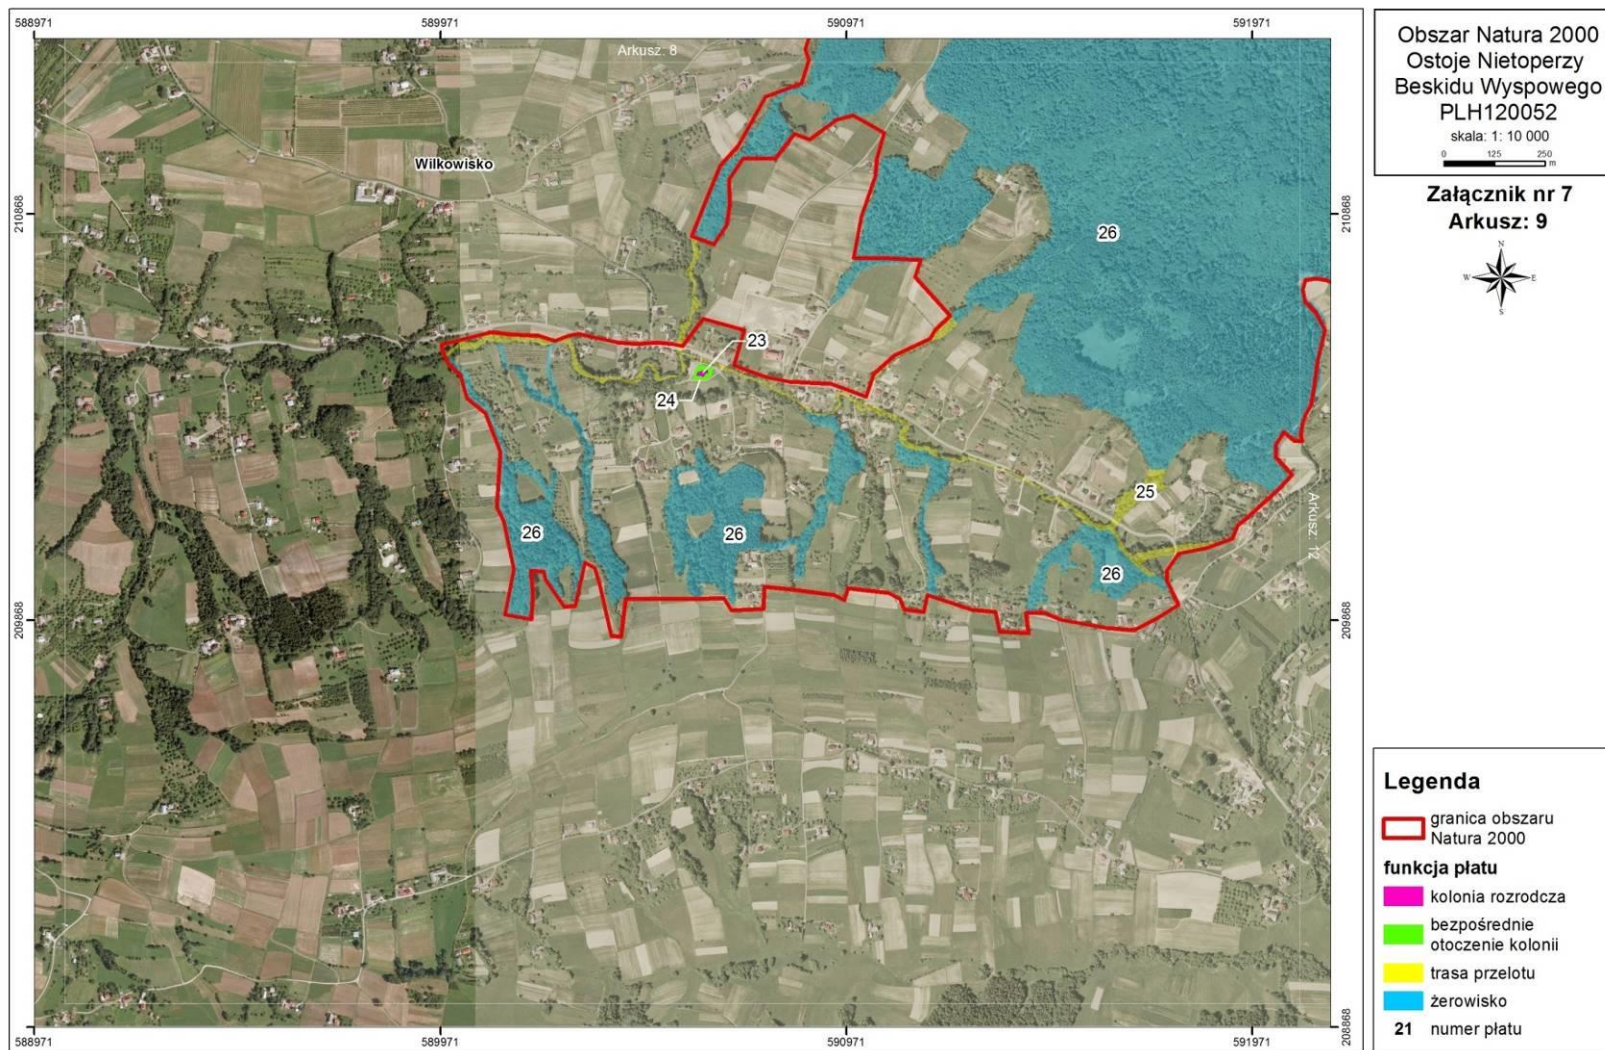 588971
589971
590971
591971
Arkusz: 8
Wilkowisko
210868
210868
26
23
24
25
26
26
26
Arkusz: 12
209868
209868
208868
588971
589971
590971
591971
Obszar Natura 2000
Ostoje Nietoperzy
Beskidu Wyspowego
PLH120052
skala: 1: 10 000
0 125 250
m
Załącznik nr 7
Arkusz: 9
N
W E
S
Legenda
granica obszaru
Natura 2000
funkcja płatu
kolonia rozrodcza
bezpośrednie
otoczenie kolonii
trasa przelotu
żerowisko
21 numer płatu